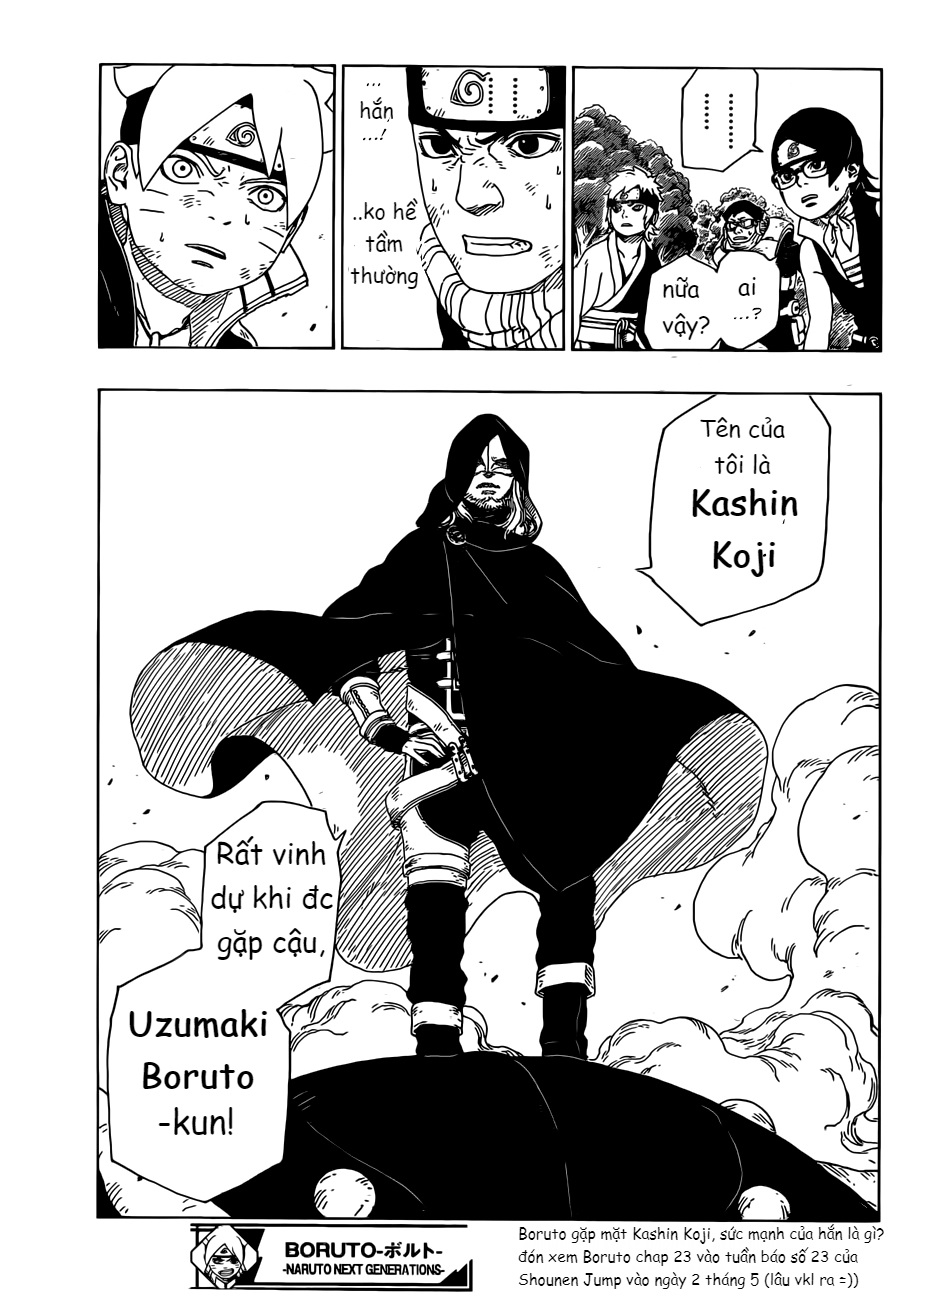 ......
......
nữa
vậy?
ai
...?
...
hắn
...!
..ko hề
tầm
thường
Tên của
tôi là
Kashin
Koji
Rất vinh
dự khi đc
gặp cậu,
Uzumaki
Boruto
-kun!
BORUTO-ボルト-
-NARUTO NEXT GENERATIONS-
Boruto gặp mặt Kashin Koji, sức mạnh của hắn là gì?
đón xem Boruto chap 23 vào tuần báo số 23 của
Shounen Jump vào ngày 2 tháng 5 (lâu vkl ra =))